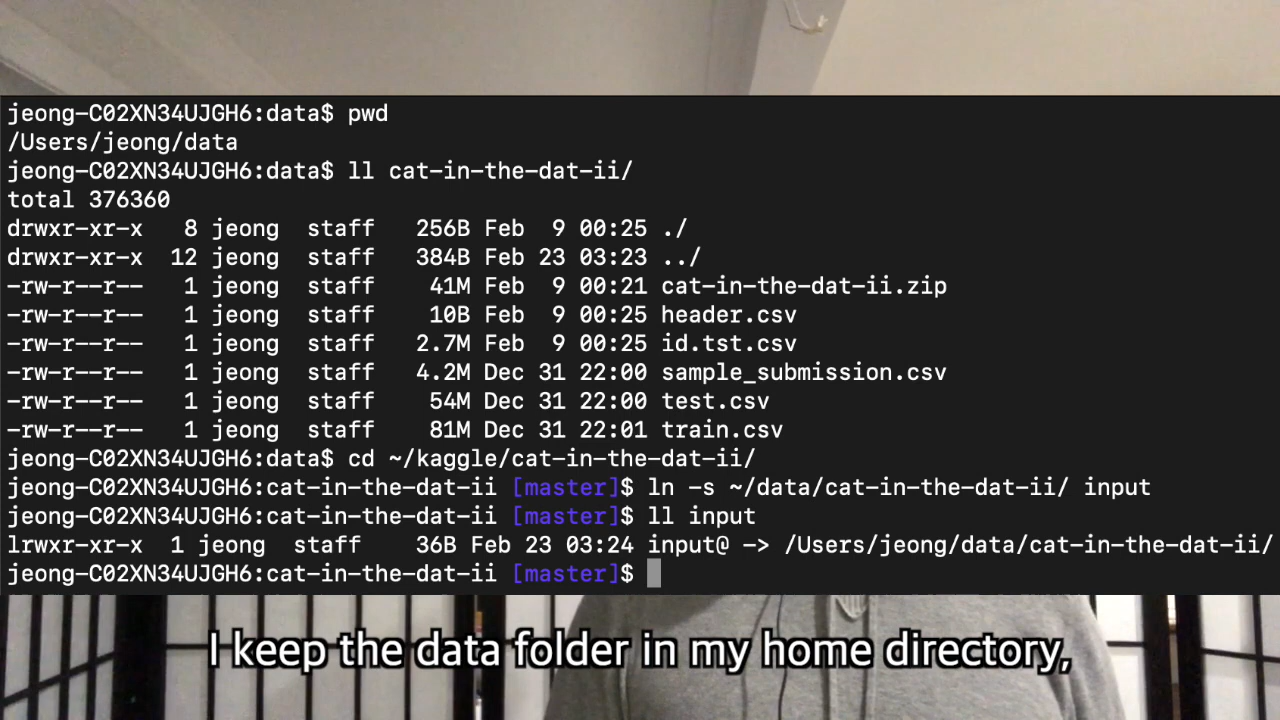 jeong-C02XN34UJGH6:data$ pwd
/Users/jeong/data
jeong-C02XN34UJGH6:data$ ll cat-in-the-dat-ii/
total 376360
drwxr-xr-x   8 jeong  staff   256B Feb  9 00:25 ./
drwxr-xr-x  12 jeong  staff   384B Feb 23 03:23 ../
-rw-r--r--   1 jeong  staff    41M Feb  9 00:21 cat-in-the-dat-ii.zip
-rw-r--r--   1 jeong  staff    10B Feb  9 00:25 header.csv
-rw-r--r--   1 jeong  staff   2.7M Feb  9 00:25 id.tst.csv
-rw-r--r--   1 jeong  staff   4.2M Dec 31 22:00 sample_submission.csv
-rw-r--r--   1 jeong  staff    54M Dec 31 22:00 test.csv
-rw-r--r--   1 jeong  staff    81M Dec 31 22:01 train.csv
jeong-C02XN34UJGH6:data$ cd ~/kaggle/cat-in-the-dat-ii/
jeong-C02XN34UJGH6:cat-in-the-dat-ii [master]$ ln -s ~/data/cat-in-the-dat-ii/ input
jeong-C02XN34UJGH6:cat-in-the-dat-ii [master]$ ll input
lrwxr-xr-x  1 jeong  staff    36B Feb 23 03:24 input@ -> /Users/jeong/data/cat-in-the-dat-ii/
jeong-C02XN34UJGH6:cat-in-the-dat-ii [master]$
I keep the data folder in my home directory,